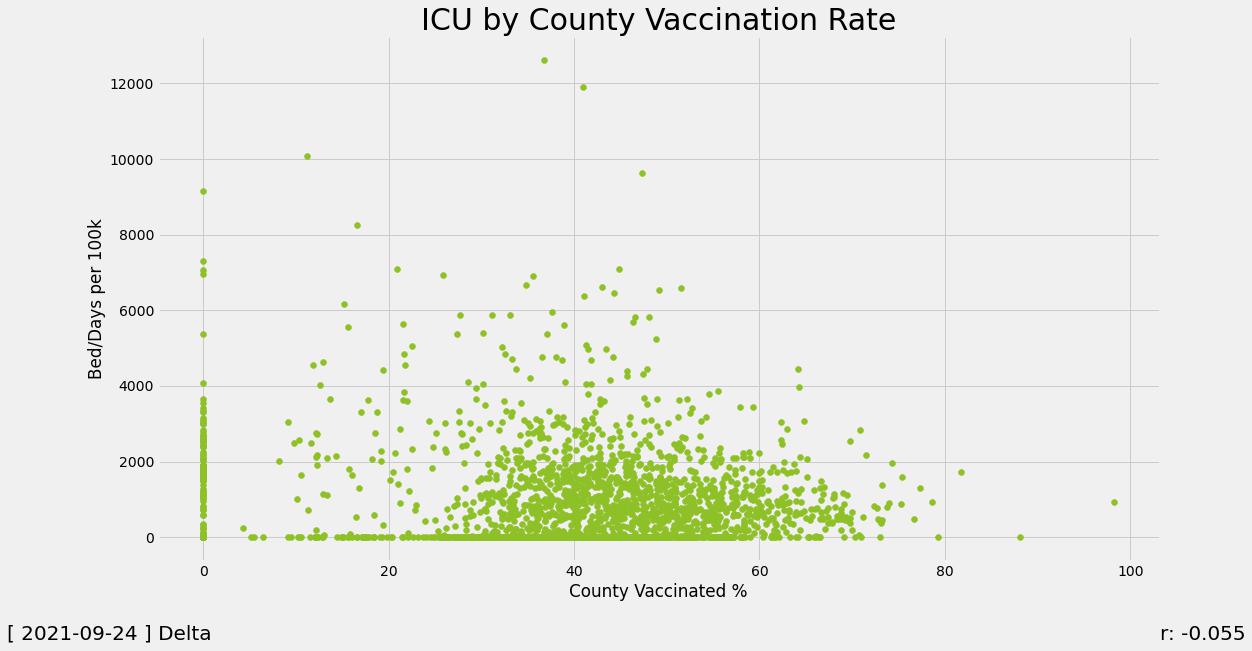 ICU by County Vaccination Rate
12000
10000
8000
6000
4000
2000
0
Bed/Days per 100k
0 20 40 60 80 100
County Vaccinated %
[ 2021-09-24 ] Delta
r: -0.055